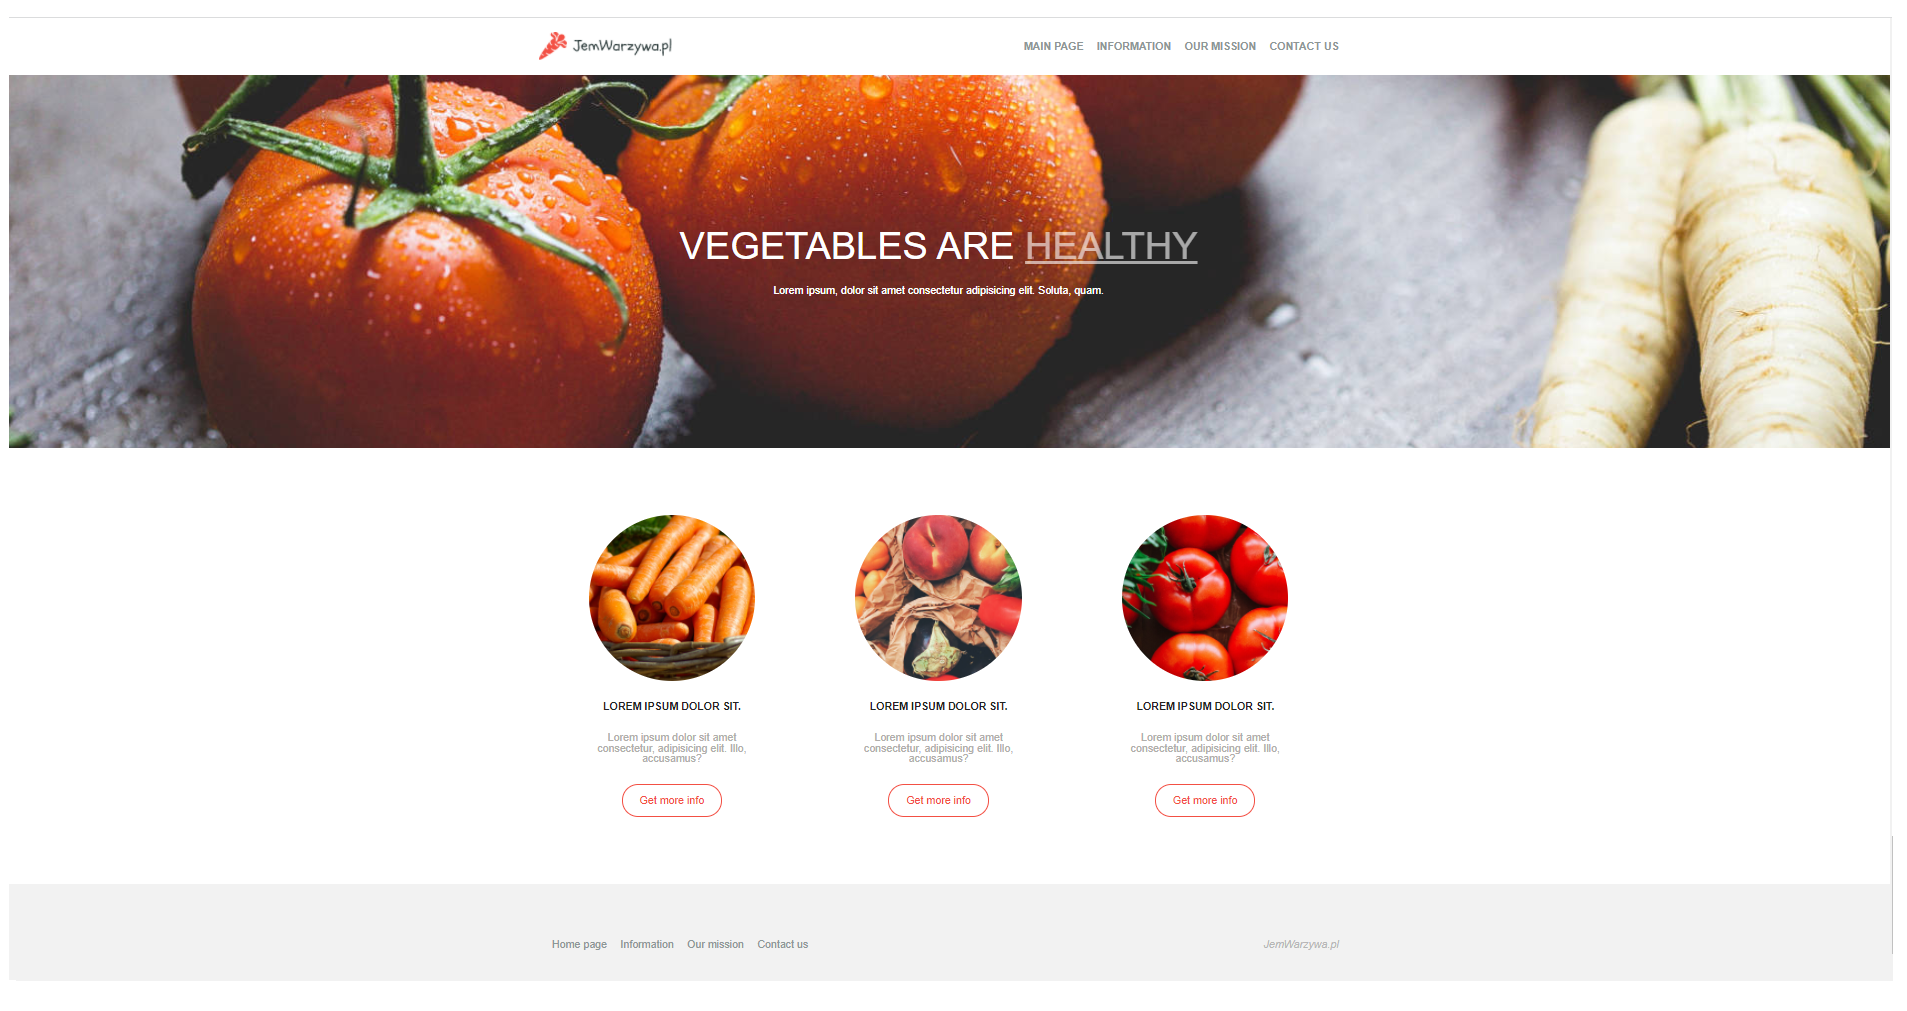 JemWarzywa.pl
MAIN PAGE INFORMATION OUR MISSION CONTACT US
VEGETABLES ARE HEALTHY
Lorem ipsum, dolor sit amet consectetur adipisicing elit. Soluta, quam.
LOREM IPSUM DOLOR SIT.
Lorem ipsum dolor sit amet
consectetur, adipisicing elit. Illo,
accusamus?
Get more info
LOREM IPSUM DOLOR SIT.
Lorem ipsum dolor sit amet
consectetur, adipisicing elit. Illo,
accusamus?
Get more info
LOREM IPSUM DOLOR SIT.
Lorem ipsum dolor sit amet
consectetur, adipisicing elit. Illo,
accusamus?
Get more info
Home page Information Our mission Contact us
JemWarzywa.pl